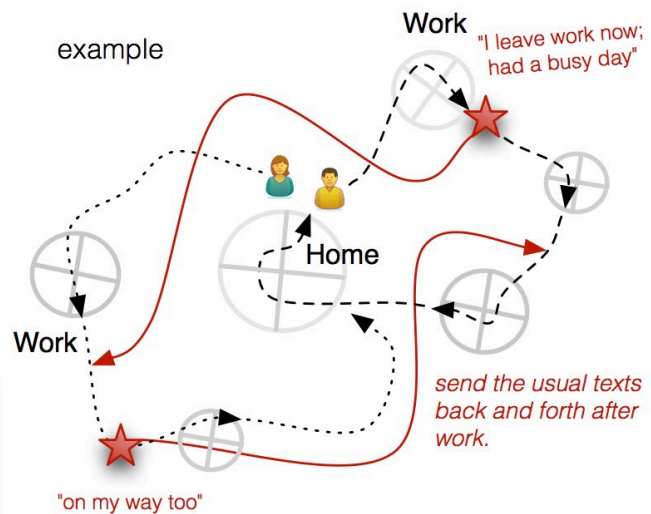 example
Work
"I leave work now;
had a busy day"
Home
Work
send the usual texts
back and forth after
work.
"on my way too"